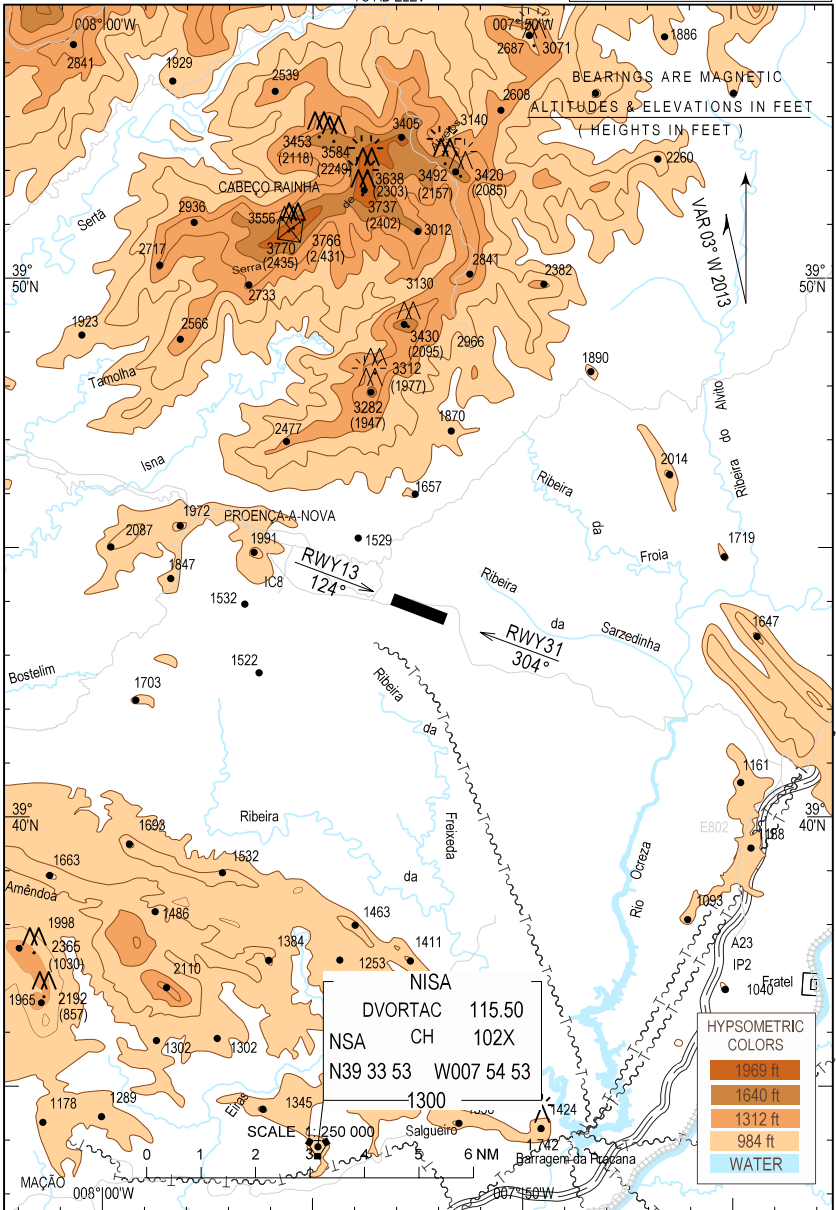 008° 00'W
007° 50'W
2841
1929
2539
2687
3071
1886
BEARINGS ARE MAGNETIC
ALTITUDES & ELEVATIONS IN FEET
( HEIGHTS IN FEET )
2608
3405
3140
3453
(2118)
3584
(2249)
3638
(2303)
3492
(2157)
3420
(2085)
2260
CABEÇO RAINHA
3737
(2402)
Sertã
2936
3556
3012
VAR 03° W 2013
2717
3770
(2435)
3766
(2431)
Serra
de
2841
39°
50'N
39°
50'N
2733
3130
2382
1923
2566
3430
(2095)
2966
Tamolha
3312
(1977)
1890
3282
(1947)
Ribeira do Alvito
2477
1870
Isna
2014
1657
Ribeira
da
Froia
1972
PROENÇA-A-NOVA
2087
1991
1529
1719
1847
IC8
RWY13
124°
Ribeira
da
Sarzedinha
1532
RWY31
304°
1647
Bostelim
1522
Ribeira
da
Freixeda
1703
1161
39°
40'N
39°
40'N
Ribeira
da
1693
E802
1188
1663
1532
Rio Ocreza
Amêndoa
1486
1463
1093
1998
2365
(1030)
1384
1253
1411
A23
IP2
1965
2192
(857)
2110
1040
Fratel
NISA
DVORTAC 115.50
NSA CH 102X
N39 33 53 W007 54 53
1300
1302
1302
HYPSOMETRIC
COLORS
1969 ft
1640 ft
1312 ft
984 ft
WATER
1178
1289
Eiras
1345
1424
SCALE 1:250 000
Salgueiro
1742
0 1 2 3 4 5 6 NM
Barragem da Pracana
MAÇÃO
008° 00'W
007° 50'W